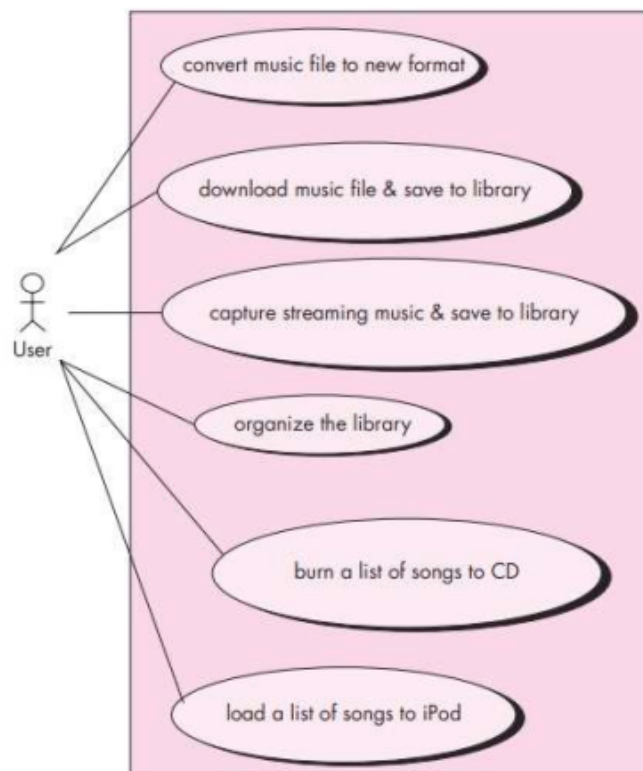 convert music file to new format
download music file & save to library
capture streaming music & save to library
User
organize the library
burn a list of songs to CD
load a list of songs to iPod